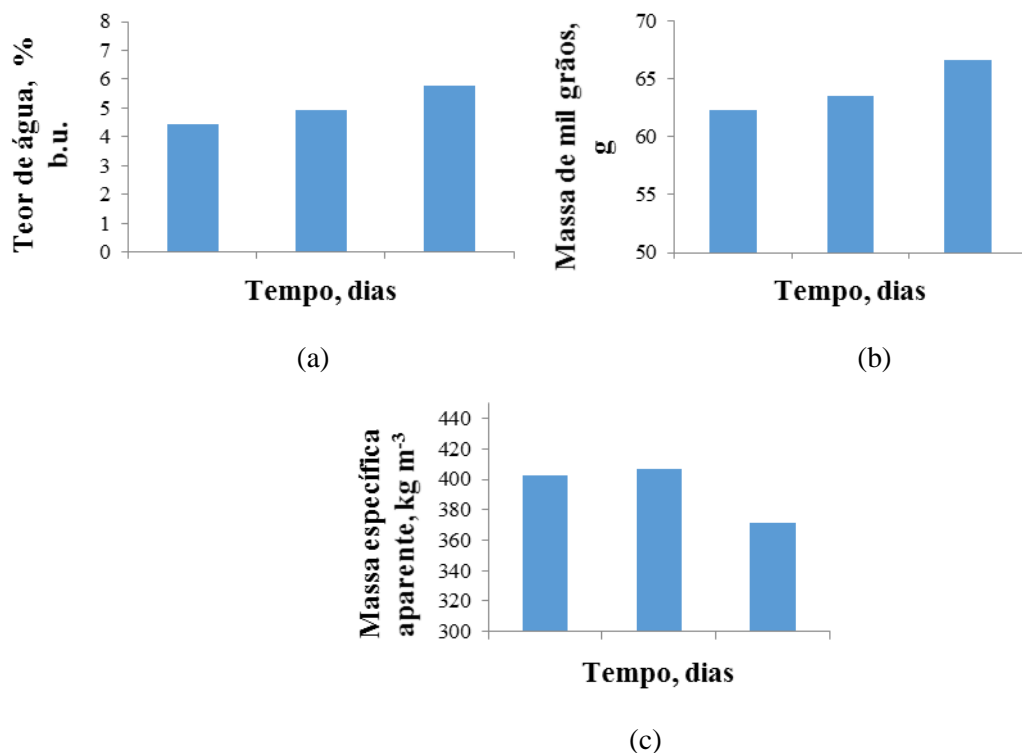 Teor de água, %
b.u.
8
7
6
5
4
3
2
1
0
Tempo, dias
(a)
Massa de mil grãos,
g
70
65
60
55
50
Tempo, dias
(b)
Massa específica
aparente, kg m-3
440
420
400
380
360
340
320
300
Tempo, dias
(c)